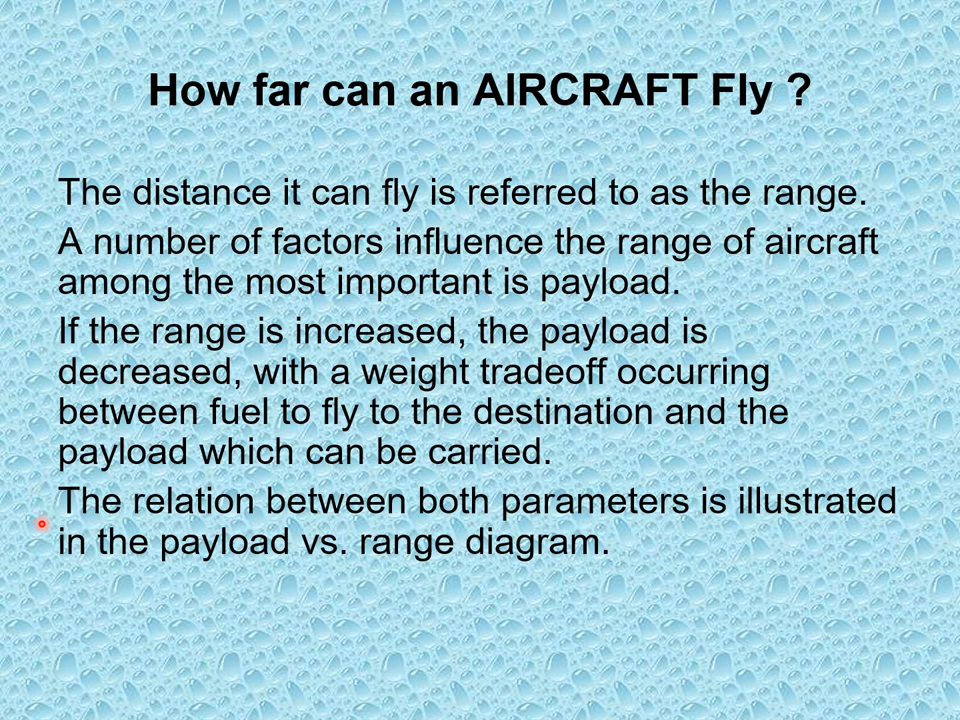 How far can an AIRCRAFT Fly ?
The distance it can fly is referred to as the range.
A number of factors influence the range of aircraft
among the most important is payload.
If the range is increased, the payload is
decreased, with a weight tradeoff occurring
between fuel to fly to the destination and the
payload which can be carried.
The relation between both parameters is illustrated
in the payload vs. range diagram.